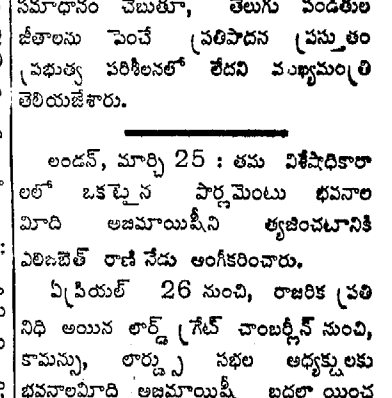 సమాధానం చెబుతూ, తెలుగు పండితుల
జీతాలను పెంచే ప్రతిపాదన ప్రస్తుతం
ప్రభుత్వ పరిశీలనలో లేదని ముఖ్యమంత్రి
తెలియజేశారు.
లండన్, మార్చి 25 : తమ విశేషాధికారా
లలో ఒకటైన పార్లమెంటు భవనాల
మీది అజమాయిషీని త్యజించటానికి
ఎలిజబెత్ రాణి నేడు అంగీకరించారు.
ఏప్రియల్ 26 నుంచి, రాజరిక ప్రతి
నిధి అయిన లార్డ్ గ్రేట్ చాంబర్లీన్ నుంచి,
కామన్సు, లార్డ్సు సభల అధ్యక్షులకు
భవనాలమీది అజమాయిషీ బదలాయించ